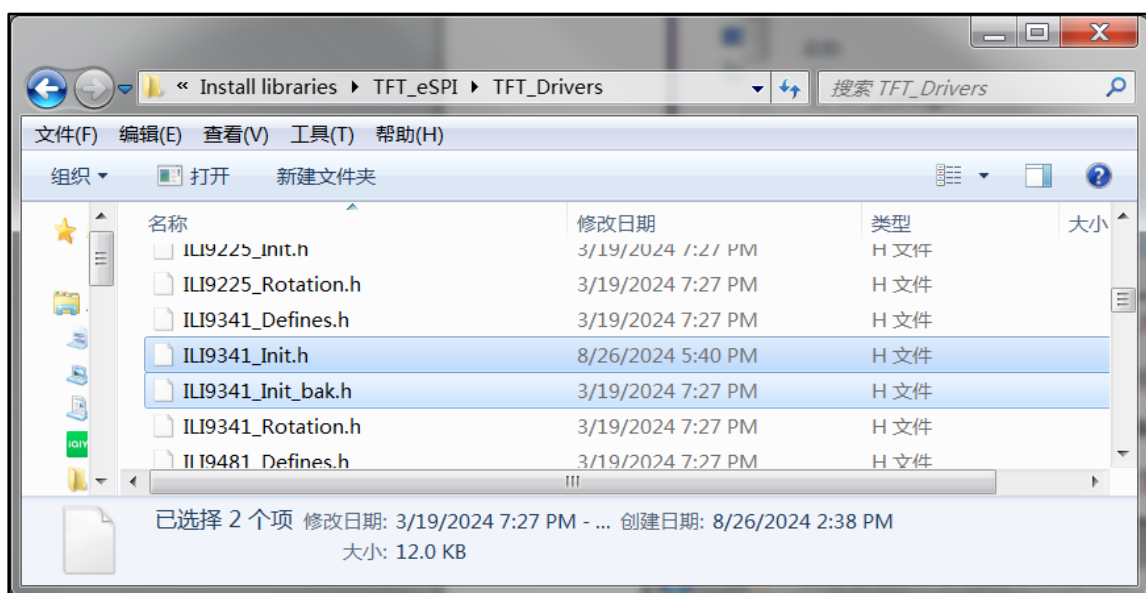 « Install libraries ▸ TFT_eSPI ▸ TFT_Drivers 搜索 TFT_Drivers
文件(F) 编辑(E) 查看(V) 工具(T) 帮助(H)
组织 打开 新建文件夹
名称 修改日期 类型 大小
ILI9225_Init.h 3/19/2024 7:27 PM H 文件
ILI9225_Rotation.h 3/19/2024 7:27 PM H 文件
ILI9341_Defines.h 3/19/2024 7:27 PM H 文件
ILI9341_Init.h 8/26/2024 5:40 PM H 文件
ILI9341_Init_bak.h 3/19/2024 7:27 PM H 文件
ILI9341_Rotation.h 3/19/2024 7:27 PM H 文件
ILI9481_Defines.h 3/19/2024 7:27 PM H 文件
已选择 2 个项 修改日期: 3/19/2024 7:27 PM - ... 创建日期: 8/26/2024 2:38 PM
大小: 12.0 KB